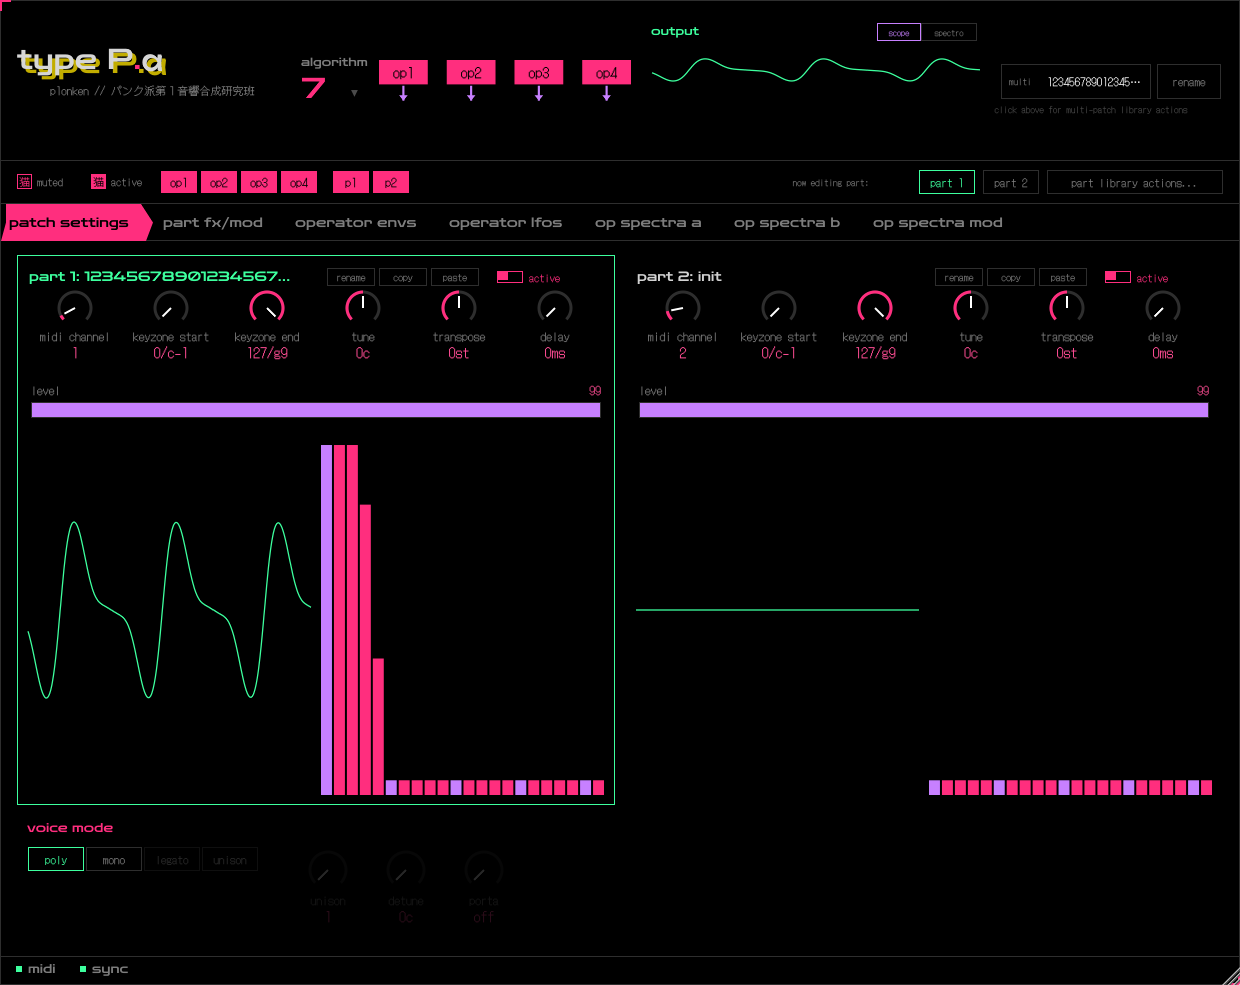 type P.q
plonken // パンク派第1音響合成研究班
algorithm
7 ▼
op1 op2 op3 op4
output
scope spectro
multi 123456789012345… rename
click above for multi-patch library actions
猫 muted 猫 active op1 op2 op3 op4 p1 p2
now editing part: part 1 part 2 part library actions...
patch settings part fx/mod operator envs operator lfos op spectra a op spectra b op spectra mod
part 1: 12345678901234567... rename copy paste active
midi channel keyzone start keyzone end tune transpose delay
1 0/c-1 127/g9 0c 0st 0ms
level 99
part 2: init rename copy paste active
midi channel keyzone start keyzone end tune transpose delay
2 0/c-1 127/g9 0c 0st 0ms
level 99
voice mode
poly mono legato unison
unison detune porta
1 0c off
midi sync